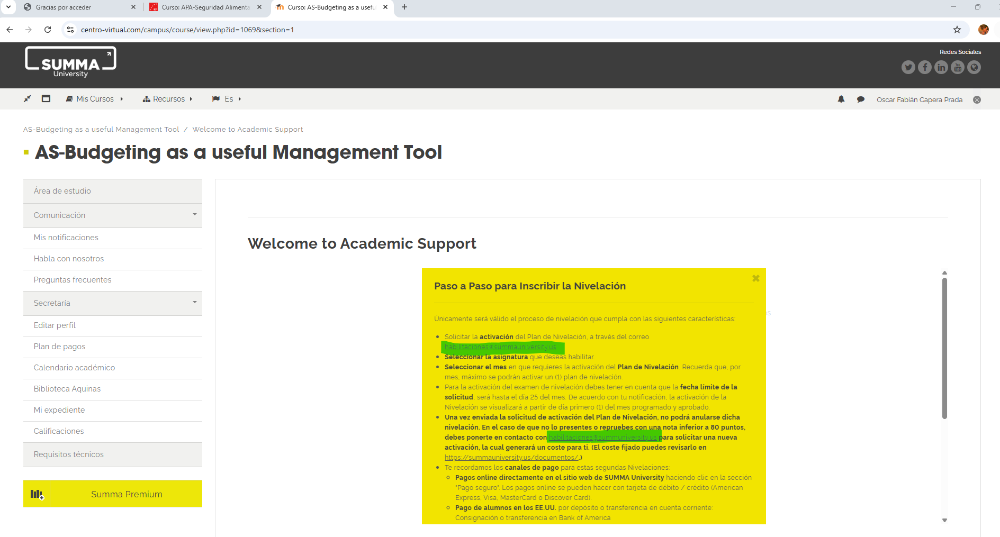 Gracias por acceder
Curso: APA-Seguridad Alimenta
Curso: AS-Budgeting as a usefu
centro-virtual.com/campus/course/view.php?id=1069&section=1
SUMMA
University
Redes Sociales
Mis Cursos
Recursos
Es
Oscar Fabián Capera Prada
AS-Budgeting as a useful Management Tool / Welcome to Academic Support
AS-Budgeting as a useful Management Tool
Área de estudio
Comunicación
Mis notificaciones
Habla con nosotros
Preguntas frecuentes
Secretaría
Editar perfil
Plan de pagos
Calendario académico
Biblioteca Aquinas
Mi expediente
Calificaciones
Requisitos técnicos
Summa Premium
Welcome to Academic Support
Paso a Paso para Inscribir la Nivelación
Únicamente será válido el proceso de nivelación que cumpla con las siguientes características:
Solicitar la activación del Plan de Nivelación, a través del correo
habilitaciones@summauniversity.us
Seleccionar la asignatura que deseas habilitar.
Seleccionar el mes en que requieres la activación del Plan de Nivelación. Recuerda que, por
mes, máximo se podrán activar un (1) plan de nivelación.
Para la activación del examen de nivelación debes tener en cuenta que la fecha límite de la
solicitud, será hasta el día 25 del mes. De acuerdo con tu notificación, la activación de la
Nivelación se visualizará a partir de día primero (1) del mes programado y aprobado.
Una vez enviada la solicitud de activación del Plan de Nivelación, no podrá anularse dicha
nivelación. En el caso de que no lo presentes o repruebes con una nota inferior a 80 puntos,
debes ponerte en contacto con habilitaciones@summuniversity.us para solicitar una nueva
activación, la cual generará un coste para ti. (El coste fijado puedes revisarlo en
https://summauniversity.us/documentos/.)
Te recordamos los canales de pago para estas segundas Nivelaciones:
Pagos online directamente en el sitio web de SUMMA University haciendo clic en la sección
"Pago seguro". Los pagos online se pueden hacer con tarjeta de débito / crédito (American
Express, Visa, MasterCard o Discover Card).
Pago de alumnos en los EE.UU. por depósito o transferencia en cuenta corriente:
Consignación o transferencia en Bank of America